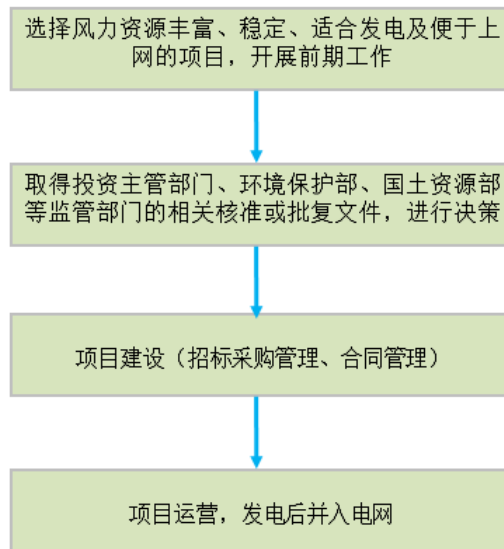 选择风力资源丰富、稳定、适合发电及便于上
网的项目，开展前期工作
取得投资主管部门、环境保护部、国土资源部
等监管部门的相关核准或批复文件，进行决策
项目建设（招标采购管理、合同管理）
项目运营，发电后并入电网